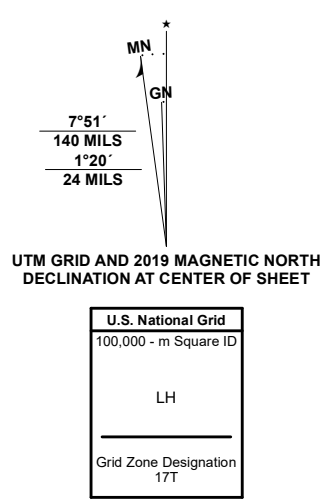 ★
MN
GN
7°51´
140 MILS
1°20´
24 MILS
UTM GRID AND 2019 MAGNETIC NORTH
DECLINATION AT CENTER OF SHEET
U.S. National Grid
100,000 - m Square ID
LH
Grid Zone Designation
17T